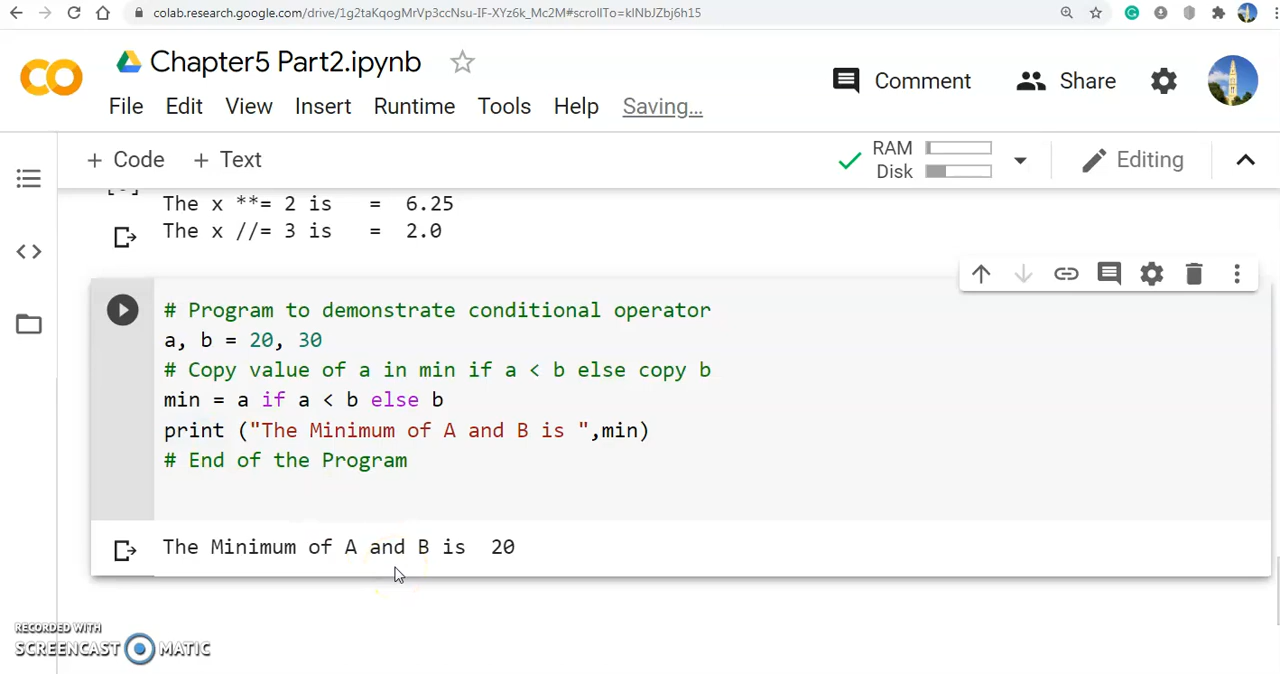 colab.research.google.com/drive/1g2taKqogMrVp3ccNsu-IF-XYz6k_Mc2M#scrollTo=klNbJZbj6h15
Chapter5 Part2.ipynb
Comment
Share
File Edit View Insert Runtime Tools Help Saving...
+ Code + Text
RAM
Disk
Editing
The x **= 2 is = 6.25
The x //= 3 is = 2.0
# Program to demonstrate conditional operator
a, b = 20, 30
# Copy value of a in min if a < b else copy b
min = a if a < b else b
print ("The Minimum of A and B is ",min)
# End of the Program
The Minimum of A and B is 20
RECORDED WITH
SCREENCAST MATIC